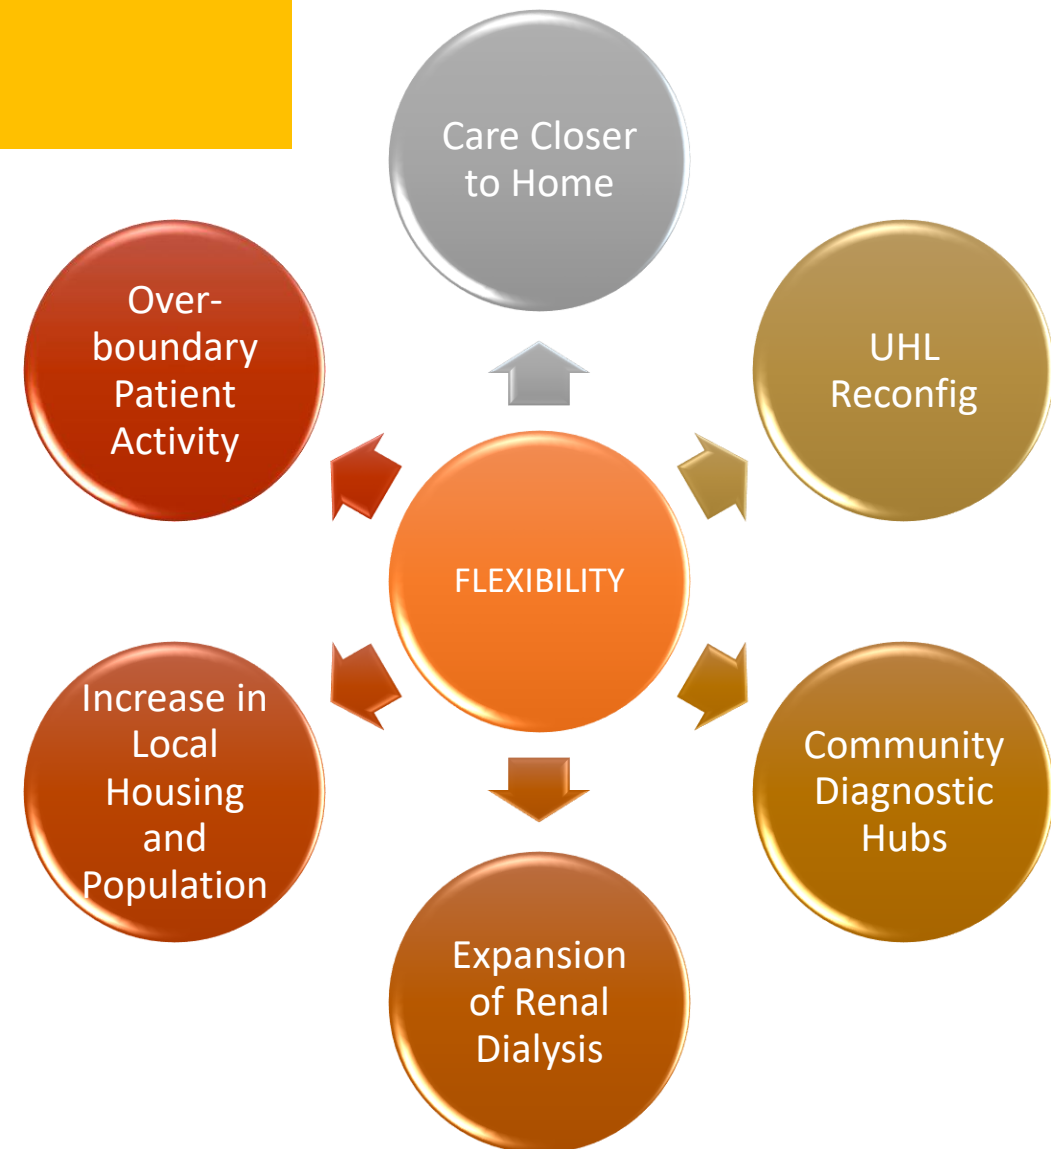 Care Closer
to Home
UHL
Reconfig
Community
Diagnostic
Hubs
Expansion
of Renal
Dialysis
Increase in
Local
Housing
and
Population
Over-
boundary
Patient
Activity
FLEXIBILITY